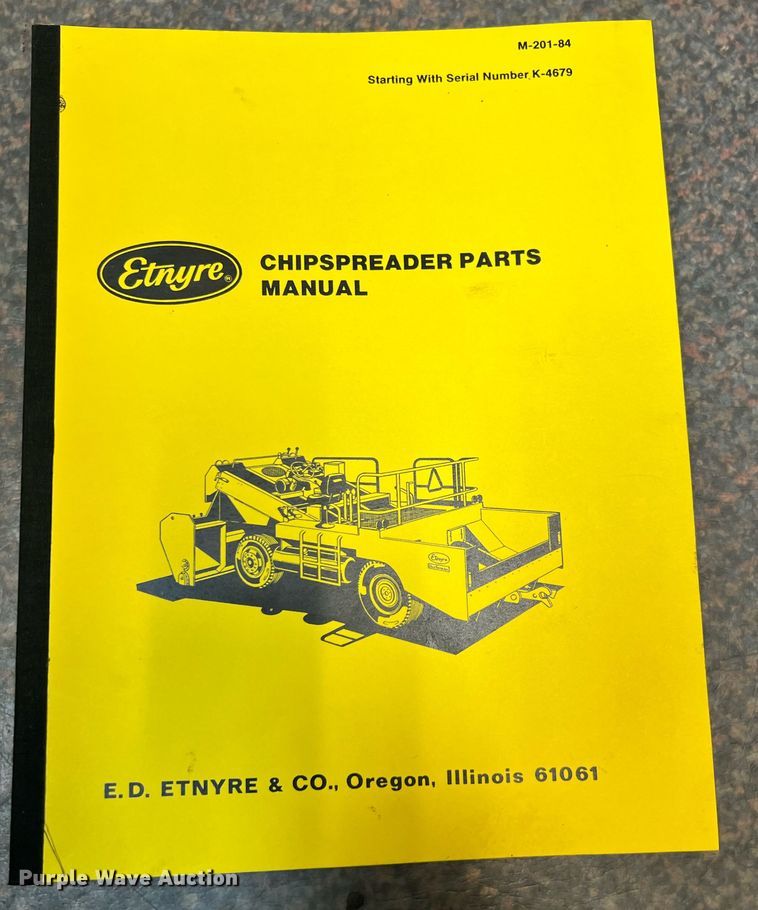 M-201-84
Starting With Serial Number K-4679
Etnyre®
CHIPSPREADER PARTS
MANUAL
Etnyre
E.D. ETNYRE & CO., Oregon, Illinois 61061
Purple Wave Auction